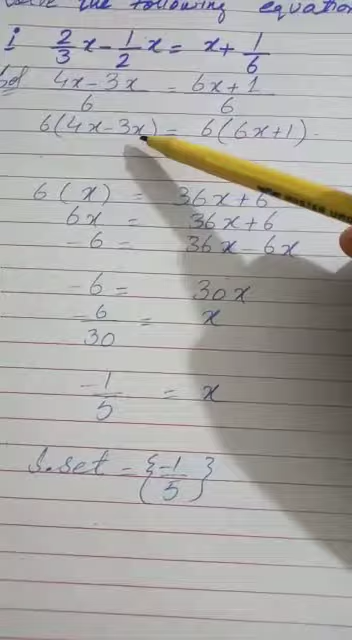 the following equation
i 2/3 x - 1/2 x = x + 1/6
Sol 4x - 3x / 6 = 6x + 1 / 6
6(4x - 3x) = 6(6x + 1)
6(x) = 36x + 6
6x = 36x + 6
-6 = 36x - 6x
-6 = 30x
-6/30 = x
-1/5 = x
S.set = {-1/5}